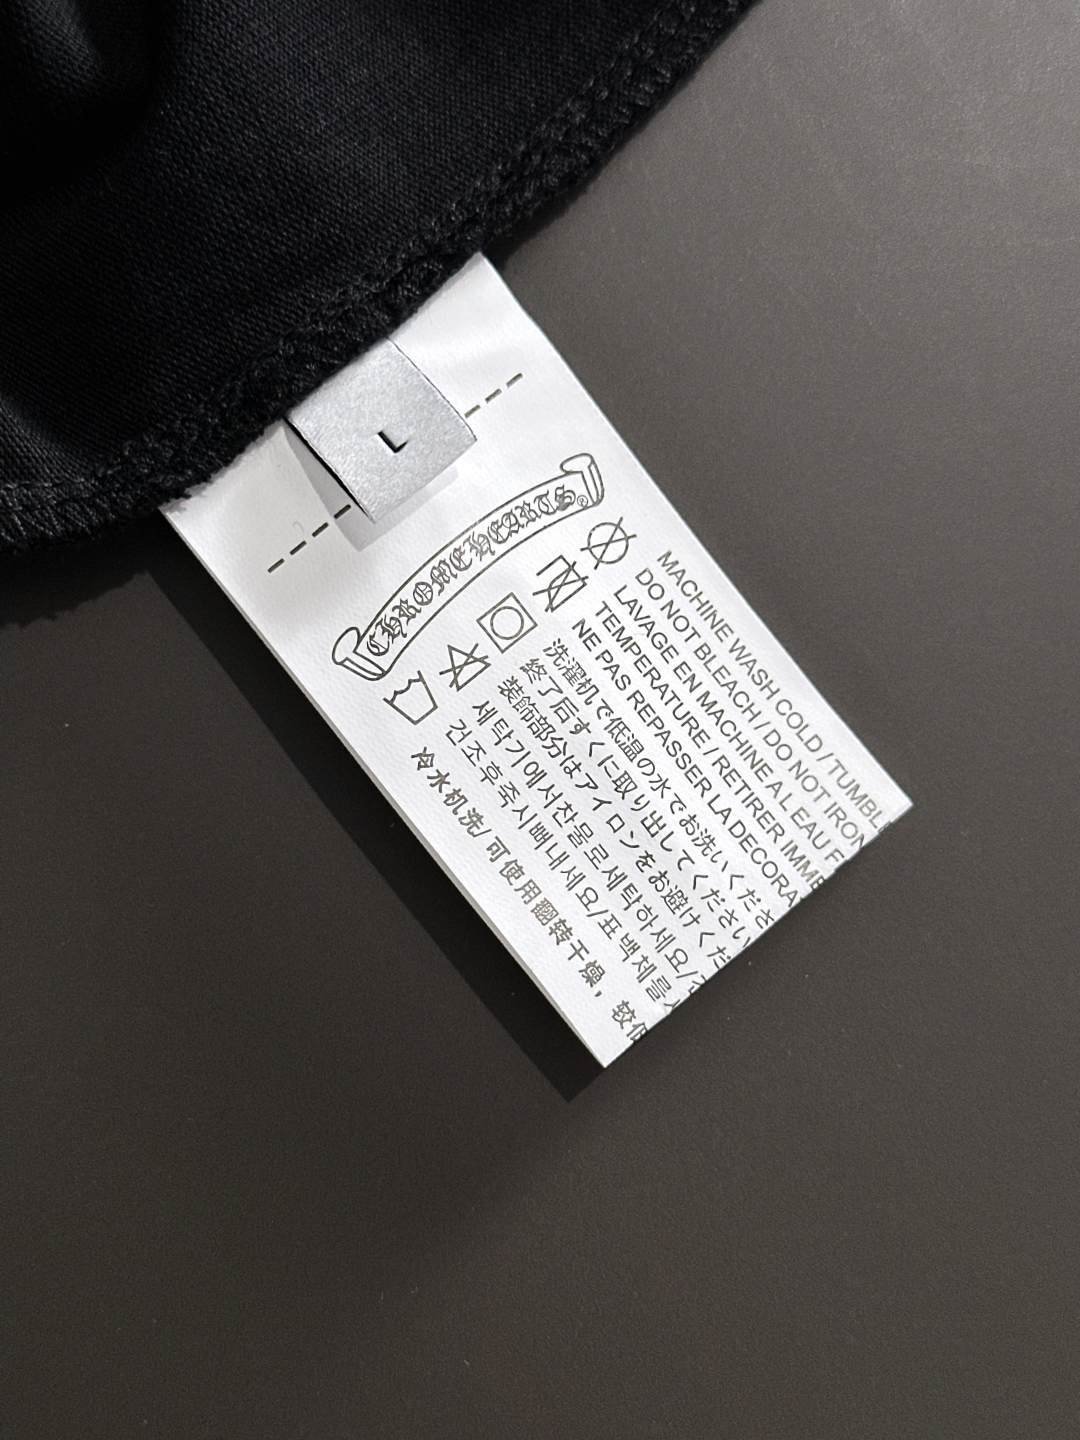 L
CHROME HEARTS®
MACHINE WASH COLD / TUMBL
DO NOT BLEACH / DO NOT IRON
LAVAGE EN MACHINE A L EAU F
TEMPERATURE / RETIRER IMME
NE PAS REPASSER LA DECORA
洗濯机で低温の水でお洗いくださ
終了后すぐに取り出してください
装飾部分はアイロンをお避けくだ
세탁기에서찬물로세탁하세요/
건조후즉시빼내세요/표백제를
冷水机洗/可使用翻转干燥，较低